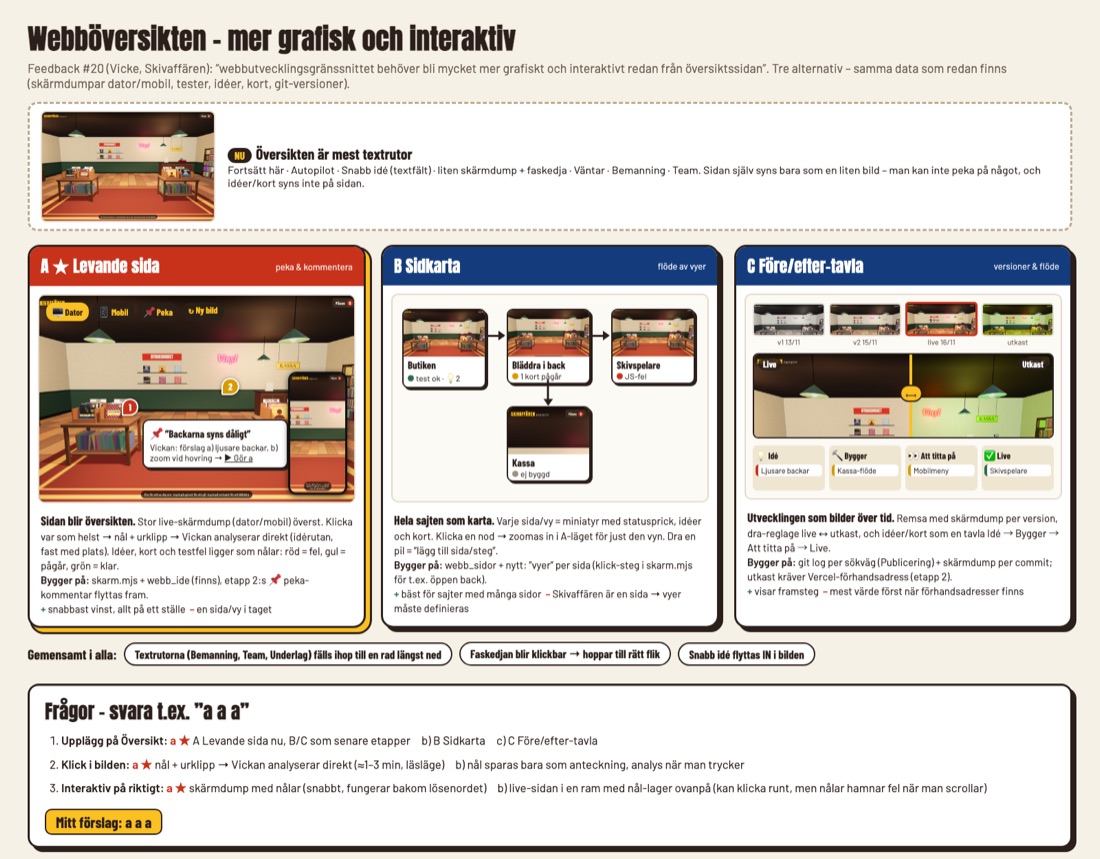 Webböversikten - mer grafisk och interaktiv
Feedback #20 (Vicke, Skivaffären): "webbutvecklingsgränssnittet behöver bli mycket mer grafiskt och interaktivt redan från översiktssidan". Tre alternativ – samma data som redan finns
(skärmdumpar dator/mobil, tester, idéer, kort, git-versioner).
NU Översikten är mest textrutor
Fortsätt här · Autopilot · Snabb idé (textfält) · liten skärmdump + faskedja · Väntar · Bemanning · Team. Sidan själv syns bara som en liten bild – man kan inte peka på något, och
idéer/kort syns inte på sidan.
A ★ Levande sida peka & kommentera
Dator Mobil 📌 Peka ↻ Ny bild
2
1
📌 "Backarna syns dåligt"
Vickan: förslag a) ljusare backar, b)
zoom vid hovring → ▶ Gör a
Sidan blir översikten. Stor live-skärmdump (dator/mobil) överst. Klicka
var som helst → nål + urklipp → Vickan analyserar direkt (idérutan,
fast med plats). Idéer, kort och testfel ligger som nålar: röd = fel, gul =
pågår, grön = klar.
Bygger på: skarm.mjs + webb_ide (finns), etapp 2:s 📌 peka-
kommentar flyttas fram.
+ snabbast vinst, allt på ett ställe – en sida/vy i taget
B Sidkarta flöde av vyer
Butiken
test ok · 💡 2
Bläddra i back
1 kort pågår
Skivspelare
JS-fel
Kassa
ej byggd
Hela sajten som karta. Varje sida/vy = miniatyr med statusprick, idéer
och kort. Klicka en nod → zoomas in i A-läget för just den vyn. Dra en
pil = "lägg till sida/steg".
Bygger på: webb_sidor + nytt: "vyer" per sida (klick-steg i skarm.mjs
för t.ex. öppen back).
+ bäst för sajter med många sidor – Skivaffären är en sida → vyer
måste definieras
C Före/efter-tavla versioner & flöde
v1 13/11 v2 15/11 live 16/11 utkast
Live Utkast
💡 Idé 🔨 Bygger 👀 Att titta på ✅ Live
Ljusare backar Kassa-flöde Mobilmeny Skivspelare
Utvecklingen som bilder över tid. Remsa med skärmdump per version,
dra-reglage live ↔ utkast, och idéer/kort som en tavla Idé → Bygger →
Att titta på → Live.
Bygger på: git log per sökväg (Publicering) + skärmdump per commit;
utkast kräver Vercel-förhandsadress (etapp 2).
+ visar framsteg – mest värde först när förhandsadresser finns
Gemensamt i alla: Textrutorna (Bemanning, Team, Underlag) fälls ihop till en rad längst ned Faskedjan blir klickbar → hoppar till rätt flik Snabb idé flyttas IN i bilden
Frågor - svara t.ex. "a a a"
1. Upplägg på Översikt: a ★ A Levande sida nu, B/C som senare etapper b) B Sidkarta c) C Före/efter-tavla
2. Klick i bilden: a ★ nål + urklipp → Vickan analyserar direkt (≈1–3 min, läsläge) b) nål sparas bara som anteckning, analys när man trycker
3. Interaktiv på riktigt: a ★ skärmdump med nålar (snabbt, fungerar bakom lösenordet) b) live-sidan i en ram med nål-lager ovanpå (kan klicka runt, men nålar hamnar fel när man scrollar)
Mitt förslag: a a a